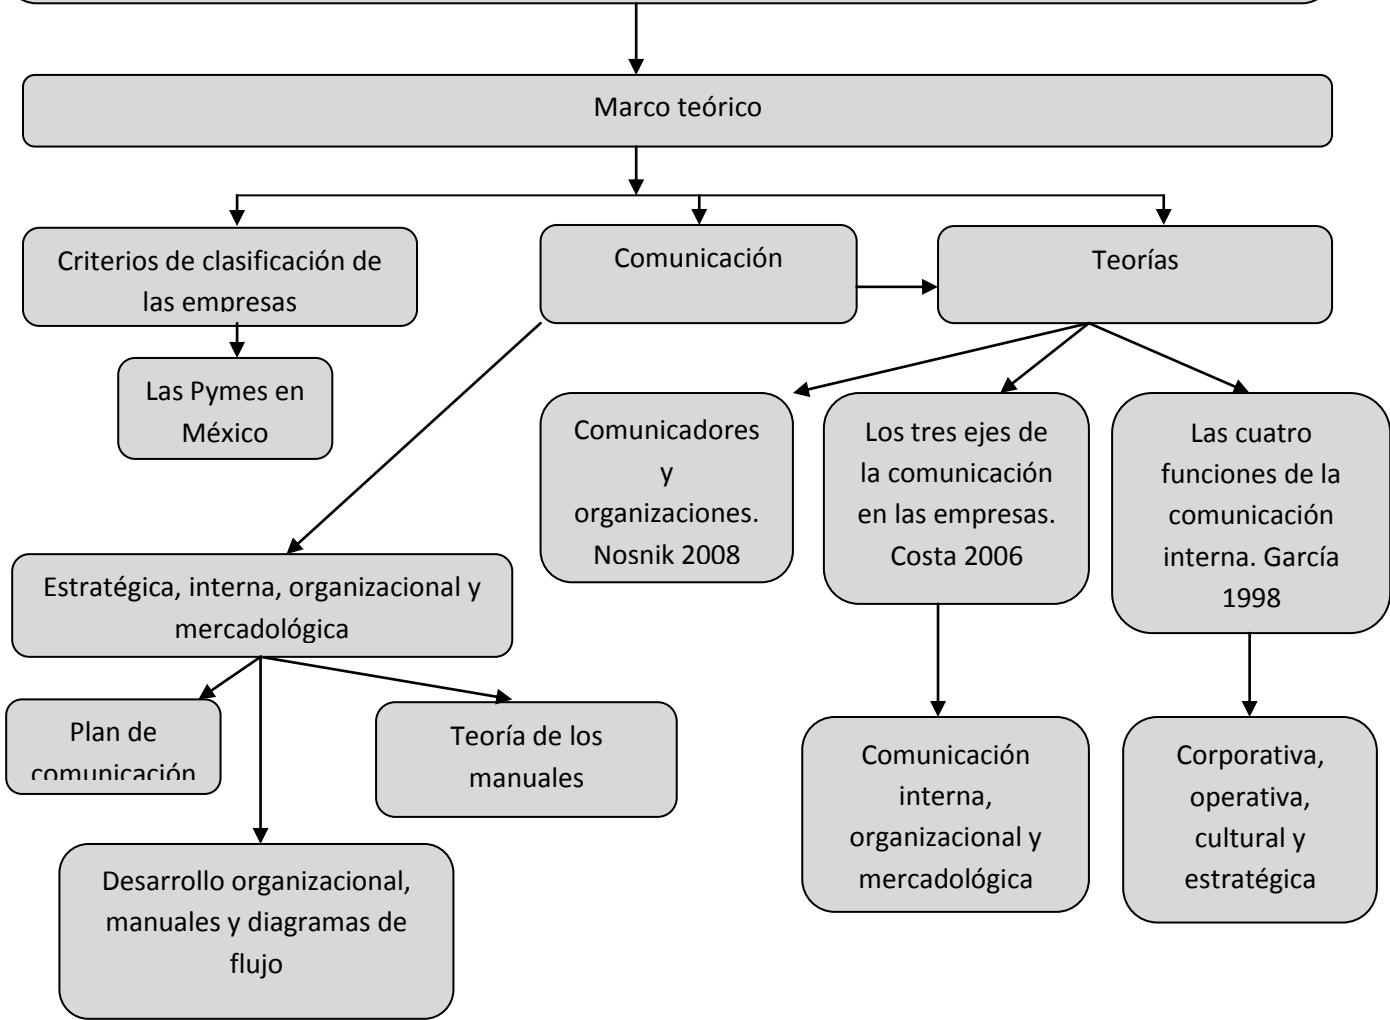 Marco teórico
Criterios de clasificación de
las empresas
Comunicación
Teorías
Las Pymes en
México
Comunicadores
y
organizaciones.
Nosnik 2008
Los tres ejes de
la comunicación
en las empresas.
Costa 2006
Las cuatro
funciones de la
comunicación
interna. García
1998
Estratégica, interna, organizacional y
mercadológica
Plan de
comunicación
Teoría de los
manuales
Comunicación
interna,
organizacional y
mercadológica
Corporativa,
operativa,
cultural y
estratégica
Desarrollo organizacional,
manuales y diagramas de
flujo